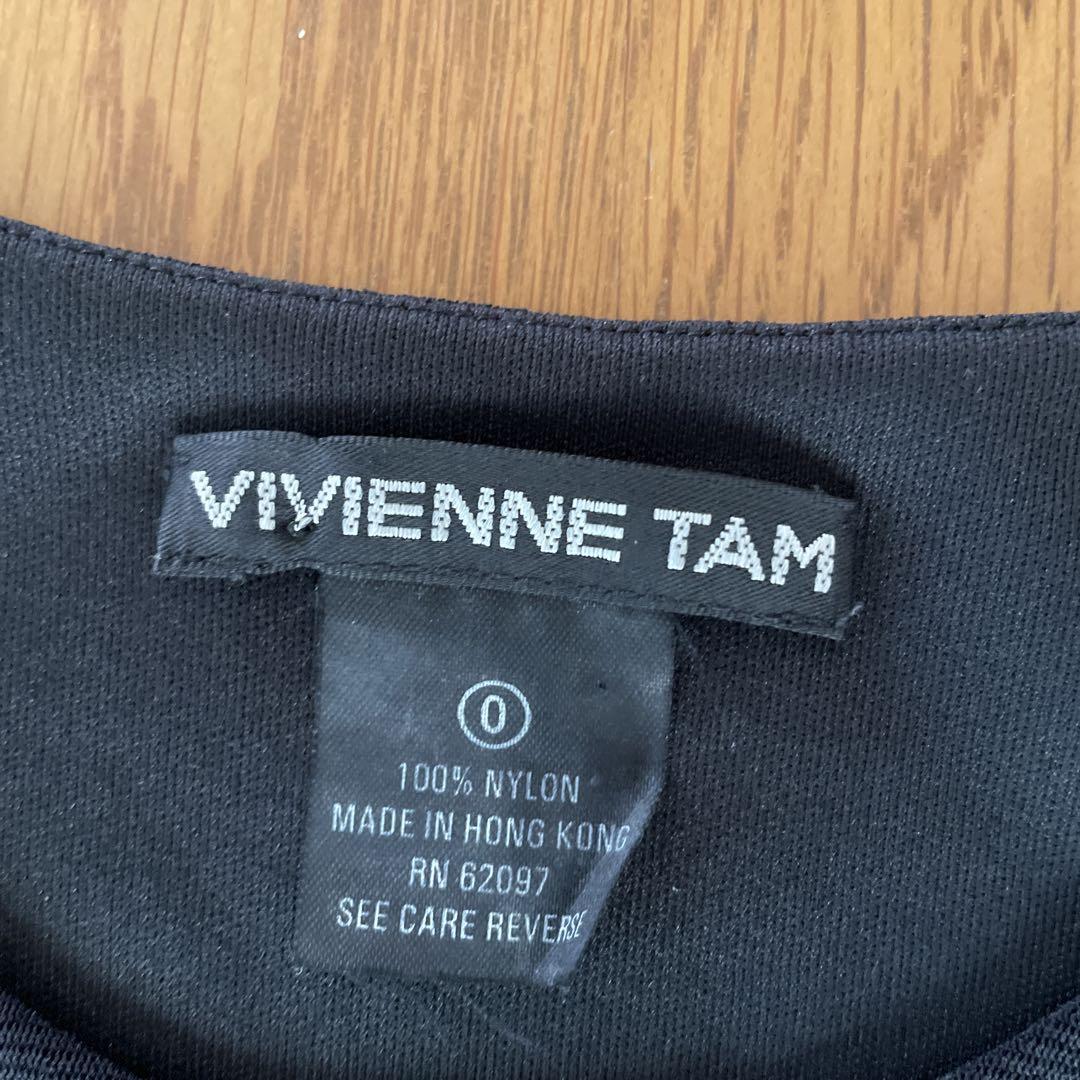 VIVIENNE TAM
0
100% NYLON
MADE IN HONG KONG
RN 62097
SEE CARE REVERSE